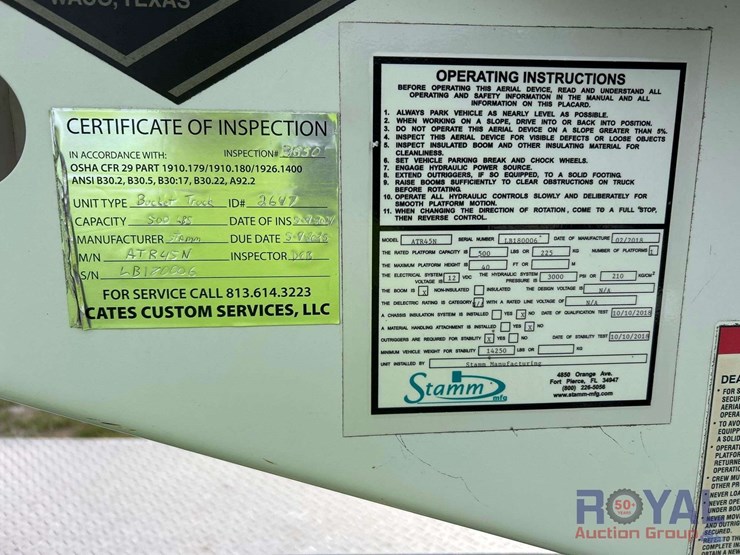 WACO, TEXAS
CERTIFICATE OF INSPECTION
IN ACCORDANCE WITH: INSPECTION#
OSHA CFR 29 PART 1910.179/1910.180/1926.1400
ANSI B30.2, B30.5, B30:17, B30.22, A92.2
UNIT TYPE Bucket Truck ID# 2647
CAPACITY 500 LBS DATE OF INS
MANUFACTURER Stamm DUE DATE
M/N ATR45N INSPECTOR
S/N
FOR SERVICE CALL 813.614.3223
CATES CUSTOM SERVICES, LLC
OPERATING INSTRUCTIONS
BEFORE OPERATING THIS AERIAL DEVICE, READ AND UNDERSTAND ALL
OPERATING AND SAFETY INFORMATION IN THE MANUAL AND ALL
INFORMATION ON THIS PLACARD.
1. ALWAYS PARK VEHICLE AS NEARLY LEVEL AS POSSIBLE.
2. WHEN WORKING ON A SLOPE, DRIVE INTO OR BACK INTO POSITION.
3. DO NOT OPERATE THIS AERIAL DEVICE ON A SLOPE GREATER THAN 5%.
4. INSPECT THIS AERIAL DEVICE FOR VISIBLE DEFECTS OR LOOSE OBJECTS
5. INSPECT INSULATED BOOM AND OTHER INSULATING MATERIAL FOR
CLEANLINESS.
6. SET VEHICLE PARKING BREAK AND CHOCK WHEELS.
7. ENGAGE HYDRAULIC POWER SOURCE.
8. EXTEND OUTRIGGERS, IF SO EQUIPPED, TO A SOLID FOOTING.
9. RAISE BOOMS SUFFICIENTLY TO CLEAR OBSTRUCTIONS ON TRUCK
BEFORE ROTATING.
10. OPERATE ALL HYDRAULIC CONTROLS SLOWLY AND DELIBERATELY FOR
SMOOTH PLATFORM MOTION.
11. WHEN CHANGING THE DIRECTION OF ROTATION, COME TO A FULL STOP,
THEN REVERSE CONTROL.
MODEL ATR45N SERIAL NUMBER LB180006 DATE OF MANUFACTURE 02/2018
THE RATED PLATFORM CAPACITY IS 500 LBS OR 225 KG NUMBER OF PLATFORMS 1
THE MAXIMUM PLATFORM HEIGHT IS 40 FT OR M
THE ELECTRICAL SYSTEM VOLTAGE IS 12 VDC THE HYDRAULIC SYSTEM PRESSURE IS 3000 PSI OR 210 KG/CM²
THE BOOM IS X NON-INSULATED INSULATED THE DESIGN VOLTAGE IS N/A
THE DIELECTRIC RATING IS CATEGORY N/A WITH A RATED LINE VOLTAGE OF N/A
A CHASSIS INSULATION SYSTEM IS INSTALLED YES X NO DATE OF QUALIFICATION TEST 10/10/2018
A MATERIAL HANDLING ATTACHMENT IS INSTALLED YES X NO
OUTRIGGERS ARE REQUIRED FOR STABILITY X YES NO DATE OF STABILITY TEST 10/10/2018
MINIMUM VEHICLE WEIGHT FOR STABILITY 14250 LBS OR KG
UNIT INSTALLED BY Stamm Manufacturing
Stamm mfg
4850 Orange Ave.
Fort Pierce, FL 34947
(800) 226-5056
www.stamm-mfg.com
ROYAL
50+ YEARS
Auction Group